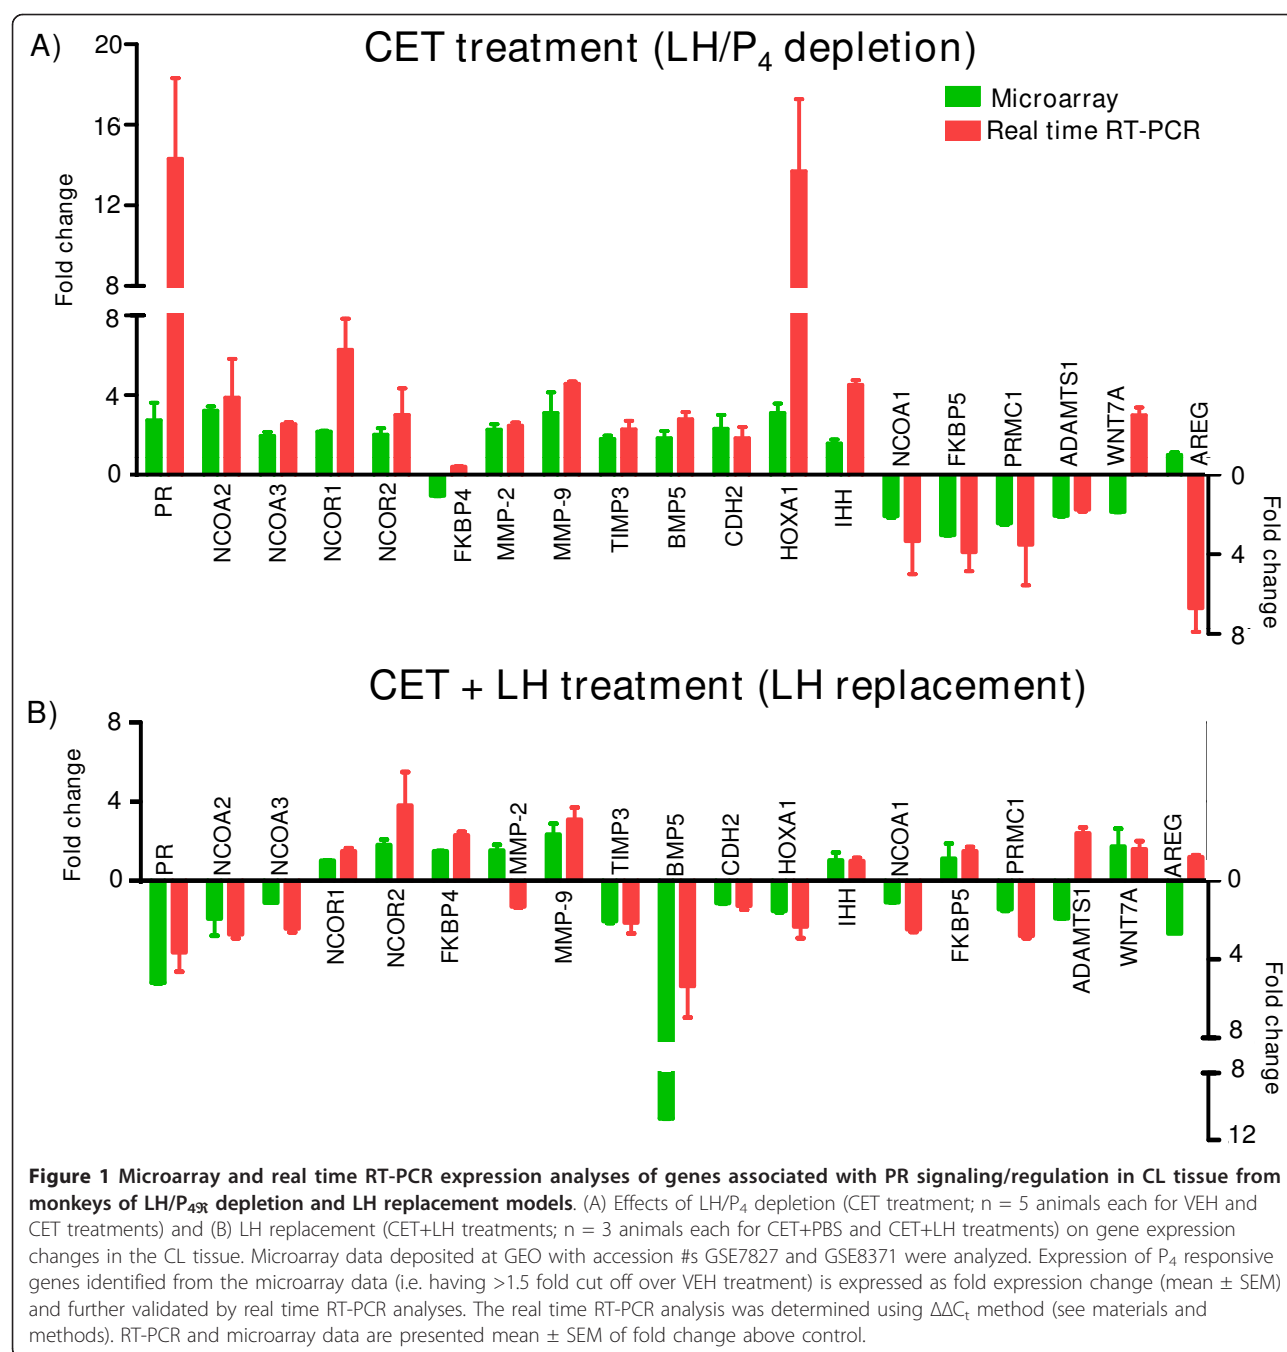 A)
CET treatment (LH/P4 depletion)
Microarray
Real time RT-PCR
Fold change
20
16
12
8
8
4
0
PR
NCOA2
NCOA3
NCOR1
NCOR2
FKBP4
MMP-2
MMP-9
TIMP3
BMP5
CDH2
HOXA1
IHH
NCOA1
FKBP5
PRMC1
ADAMTS1
WNT7A
AREG
0
4
8
Fold change
B)
CET + LH treatment (LH replacement)
Fold change
8
4
0
PR
NCOA2
NCOA3
NCOR1
NCOR2
FKBP4
MMP-2
MMP-9
TIMP3
BMP5
CDH2
HOXA1
IHH
NCOA1
FKBP5
PRMC1
ADAMTS1
WNT7A
AREG
0
4
8
8
12
Fold change
Figure 1 Microarray and real time RT-PCR expression analyses of genes associated with PR signaling/regulation in CL tissue from
monkeys of LH/P49ℜ depletion and LH replacement models. (A) Effects of LH/P4 depletion (CET treatment; n = 5 animals each for VEH and
CET treatments) and (B) LH replacement (CET+LH treatments; n = 3 animals each for CET+PBS and CET+LH treatments) on gene expression
changes in the CL tissue. Microarray data deposited at GEO with accession #s GSE7827 and GSE8371 were analyzed. Expression of P4 responsive
genes identified from the microarray data (i.e. having >1.5 fold cut off over VEH treatment) is expressed as fold expression change (mean ± SEM)
and further validated by real time RT-PCR analyses. The real time RT-PCR analysis was determined using ΔΔCt method (see materials and
methods). RT-PCR and microarray data are presented mean ± SEM of fold change above control.